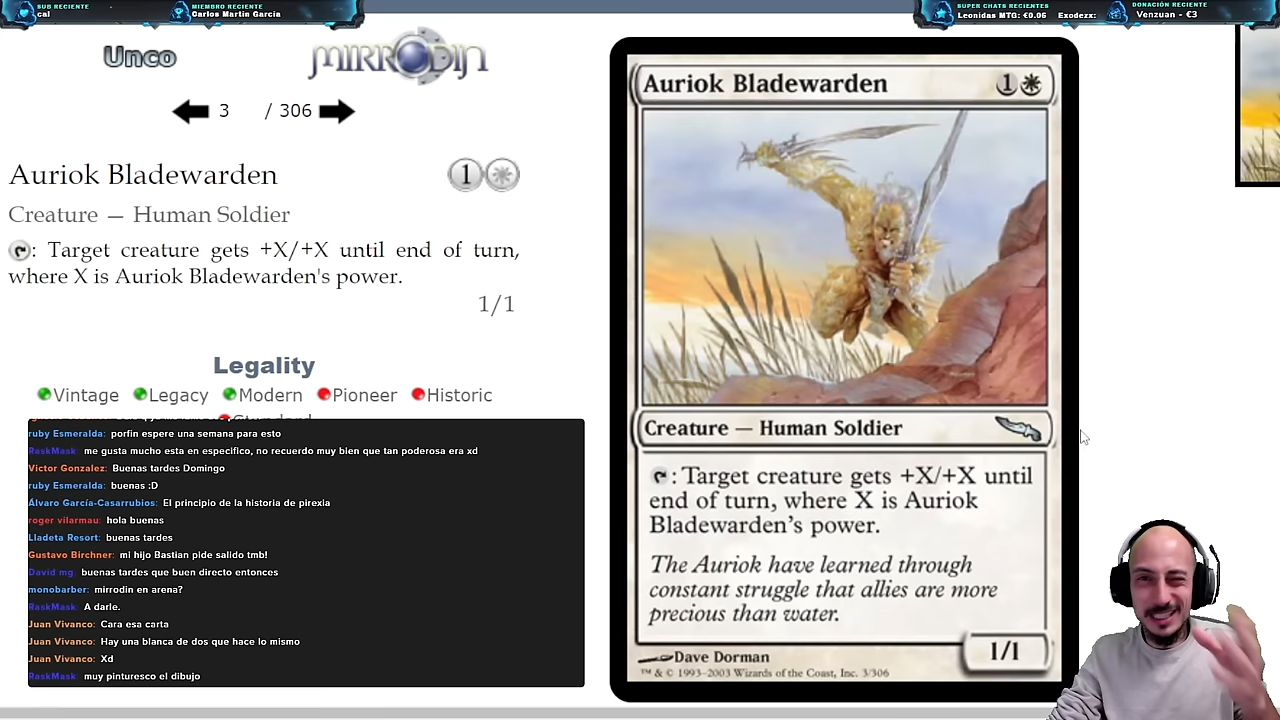 SUB RECIENTE
cal
MIEMBRO RECIENTE
Carlos Martin Garcia
SUPER CHATS RECIENTES
Leonidas MTG: €0.06 Exodezx:
DONACIÓN RECIENTE
Venzuan - €3
Unco
MIRRODIN
3 / 306
Auriok Bladewarden 1
Creature — Human Soldier
: Target creature gets +X/+X until end of turn,
where X is Auriok Bladewarden's power.
1/1
Legality
Vintage Legacy Modern Pioneer Historic
ruby Esmeralda: porfin espere una semana para esto
RaskMask: me gusta mucho esta en especifico, no recuerdo muy bien que tan poderosa era xd
Victor Gonzalez: Buenas tardes Domingo
ruby Esmeralda: buenas :D
Álvaro García-Casarrubios: El principio de la historia de pirexia
roger vilarmau: hola buenas
Lladeta Resort: buenas tardes
Gustavo Birchner: mi hijo Bastian pide salido tmb!
David mg: buenas tardes que buen directo entonces
monobarber: mirrodin en arena?
RaskMask: A darle.
Juan Vivanco: Cara esa carta
Juan Vivanco: Hay una blanca de dos que hace lo mismo
Juan Vivanco: Xd
RaskMask: muy pinturesco el dibujo
Auriok Bladewarden 1
Creature — Human Soldier
: Target creature gets +X/+X until
end of turn, where X is Auriok
Bladewarden's power.
The Auriok have learned through
constant struggle that allies are more
precious than water.
1/1
Dave Dorman
™ & © 1993–2003 Wizards of the Coast, Inc. 3/306